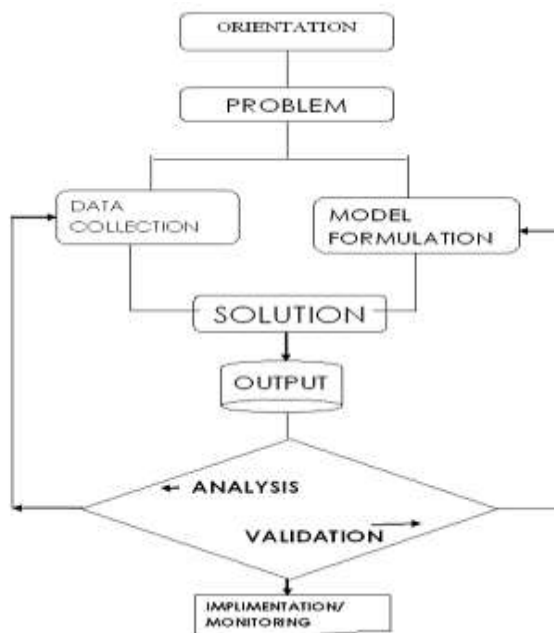 ORIENTATION
PROBLEM
DATA
COLLECTION
MODEL
FORMULATION
SOLUTION
OUTPUT
ANALYSIS
VALIDATION
IMPLIMENTATION/
MONITORING